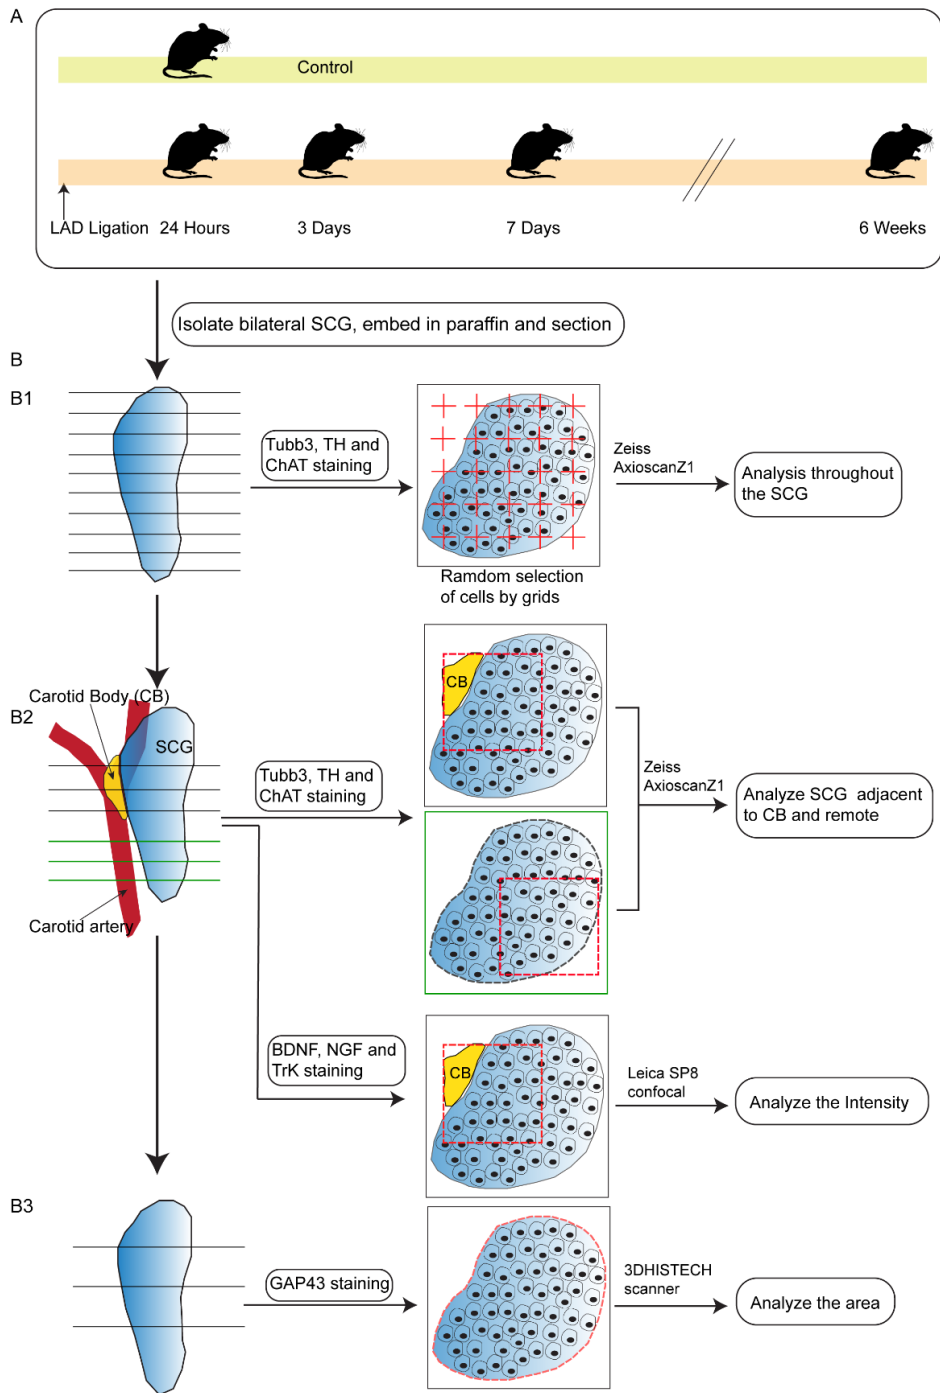 A
Control
LAD Ligation
24 Hours
3 Days
7 Days
6 Weeks
Isolate bilateral SCG, embed in paraffin and section
B
B1
Tubb3, TH and
ChAT staining
Zeiss
AxioscanZ1
Analysis throughout
the SCG
Ramdom selection
of cells by grids
B2
Carotid Body (CB)
SCG
Carotid artery
Tubb3, TH and
ChAT staining
CB
Zeiss
AxioscanZ1
Analyze SCG adjacent
to CB and remote
BDNF, NGF and
TrK staining
CB
Leica SP8
confocal
Analyze the Intensity
B3
GAP43 staining
3DHISTECH
scanner
Analyze the area